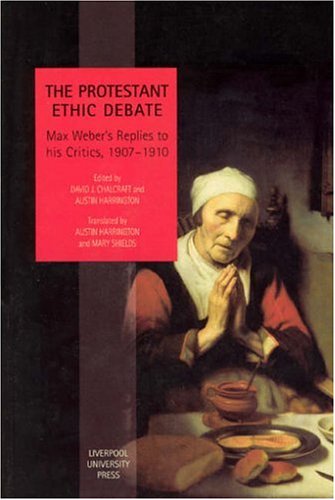 THE PROTESTANT
ETHIC DEBATE
Max Weber's Replies to
his Critics, 1907–1910
Edited by
DAVID J. CHALCRAFT and
AUSTIN HARRINGTON
Translated by
AUSTIN HARRINGTON
and MARY SHIELDS
LIVERPOOL
UNIVERSITY
PRESS